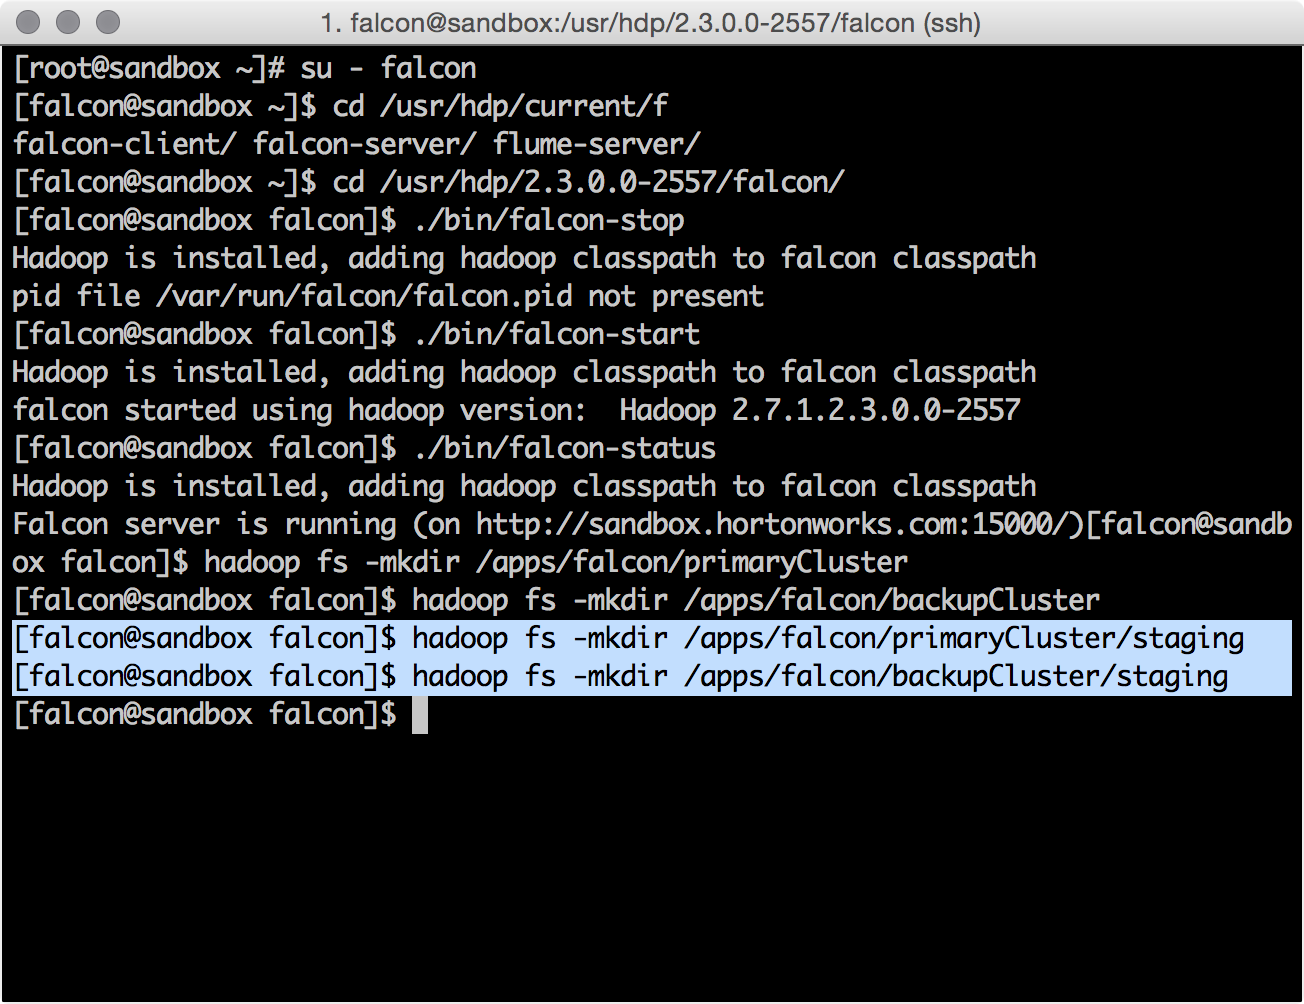 1. falcon@sandbox:/usr/hdp/2.3.0.0-2557/falcon (ssh)
[root@sandbox ~]# su - falcon
[falcon@sandbox ~]$ cd /usr/hdp/current/f
falcon-client/ falcon-server/ flume-server/
[falcon@sandbox ~]$ cd /usr/hdp/2.3.0.0-2557/falcon/
[falcon@sandbox falcon]$ ./bin/falcon-stop
Hadoop is installed, adding hadoop classpath to falcon classpath
pid file /var/run/falcon/falcon.pid not present
[falcon@sandbox falcon]$ ./bin/falcon-start
Hadoop is installed, adding hadoop classpath to falcon classpath
falcon started using hadoop version:  Hadoop 2.7.1.2.3.0.0-2557
[falcon@sandbox falcon]$ ./bin/falcon-status
Hadoop is installed, adding hadoop classpath to falcon classpath
Falcon server is running (on http://sandbox.hortonworks.com:15000/)[falcon@sandb
ox falcon]$ hadoop fs -mkdir /apps/falcon/primaryCluster
[falcon@sandbox falcon]$ hadoop fs -mkdir /apps/falcon/backupCluster
[falcon@sandbox falcon]$ hadoop fs -mkdir /apps/falcon/primaryCluster/staging
[falcon@sandbox falcon]$ hadoop fs -mkdir /apps/falcon/backupCluster/staging
[falcon@sandbox falcon]$